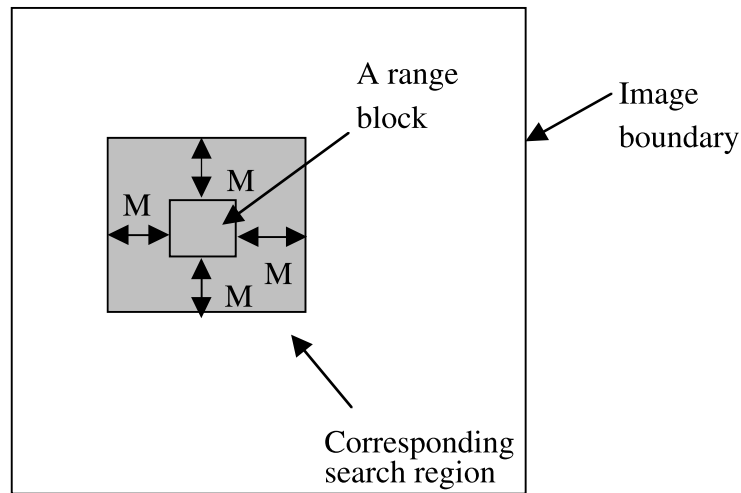 A range
block
Image
boundary
M
M
M
M
Corresponding
search region